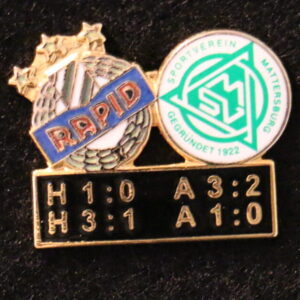 RAPID
SPORTVEREIN MATTERSBURG
GEGRÜNDET 1922
SVM
H 1:0 A 3:2
H 3:1 A 1:0